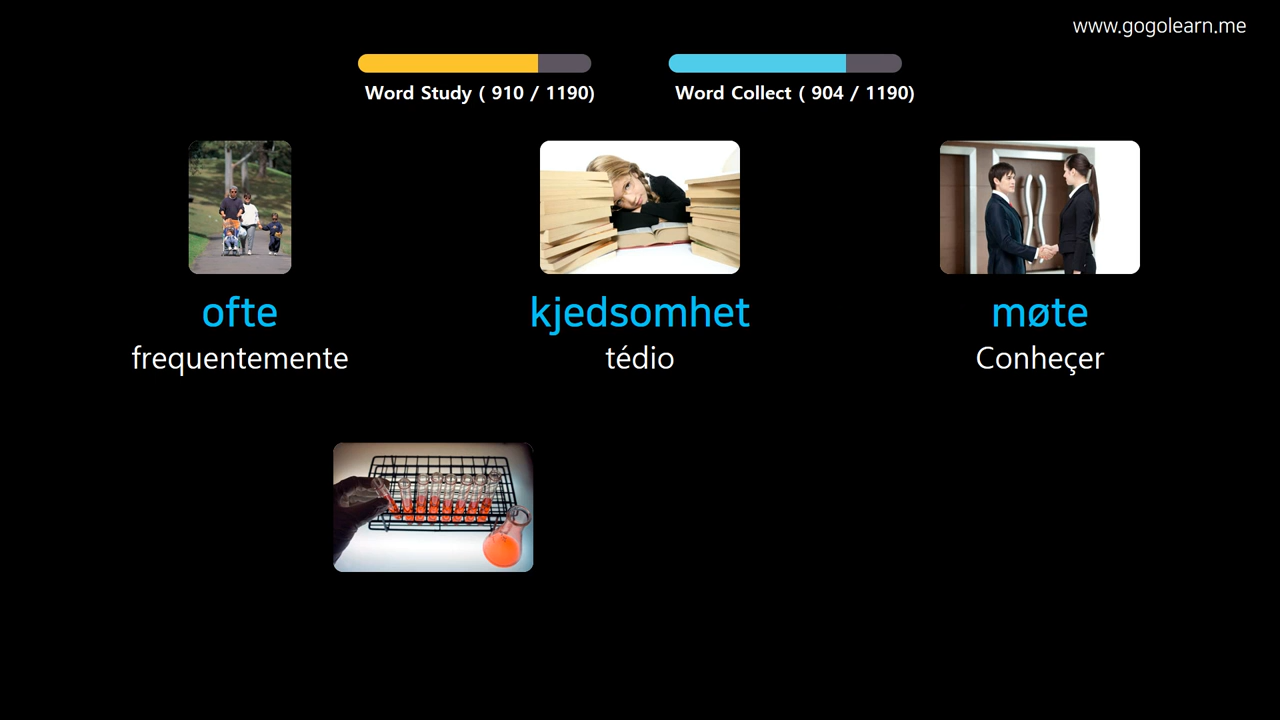 www.gogolearn.me
Word Study ( 910 / 1190)
Word Collect ( 904 / 1190)
ofte
kjedsomhet
møte
frequentemente
tédio
Conheçer